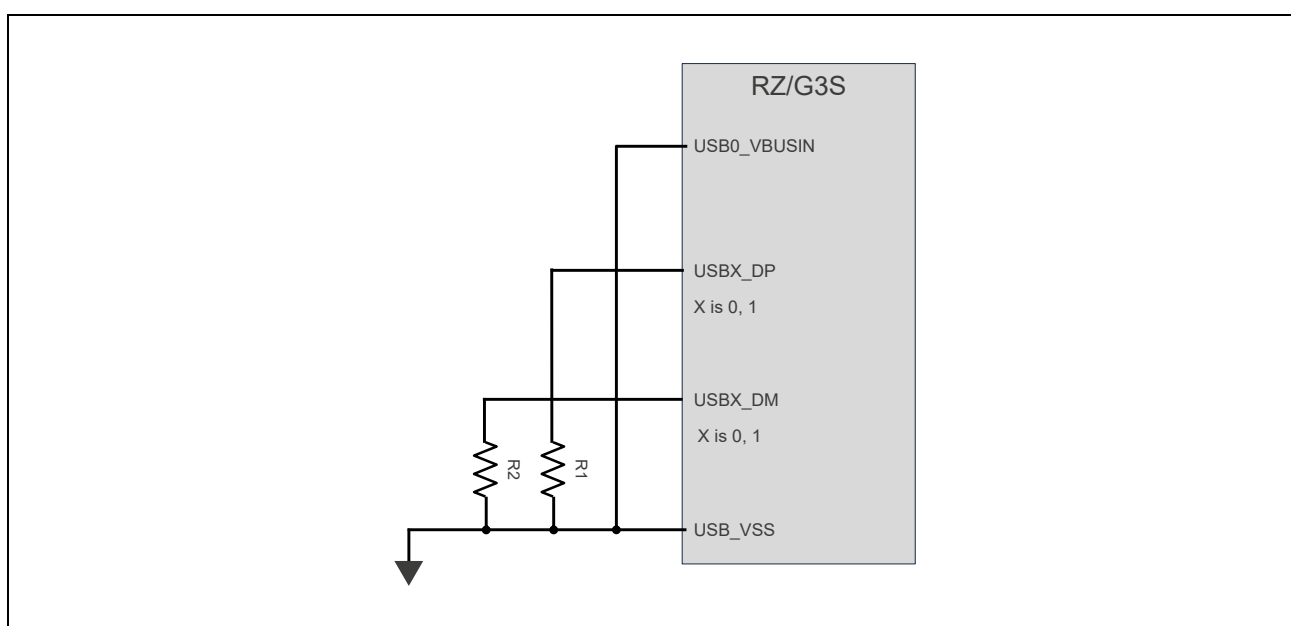 RZ/G3S
USB0_VBUSIN
USBX_DP
X is 0, 1
USBX_DM
X is 0, 1
R2
R1
USB_VSS